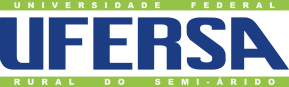 UNIVERSIDADE FEDERAL
UFERSA
RURAL DO SEMI-ÁRIDO